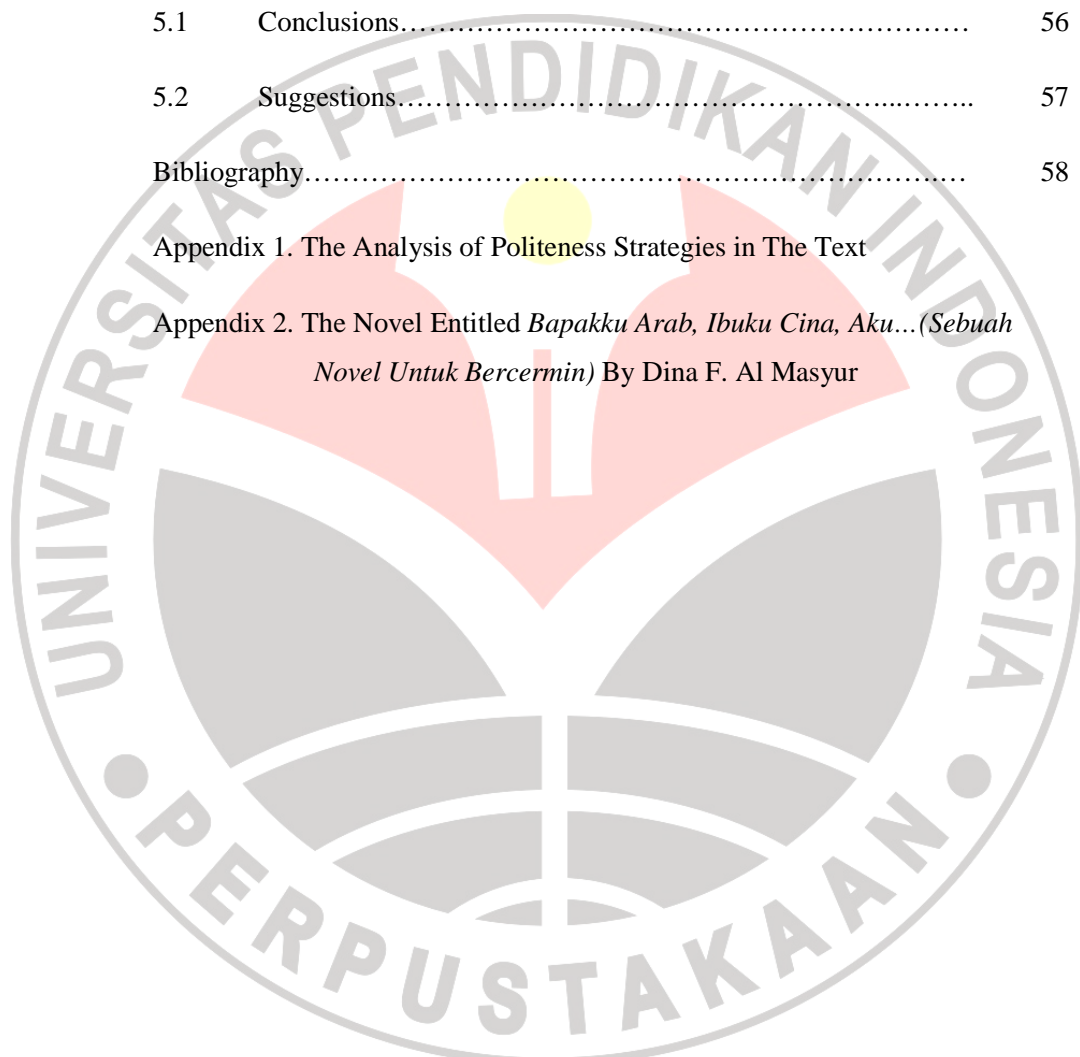 5.1 Conclusions……………………………………………………………… 56
5.2 Suggestions……………………………………………………...…….. 57
Bibliography………………………………………………………………………… 58
Appendix 1. The Analysis of Politeness Strategies in The Text
Appendix 2. The Novel Entitled Bapakku Arab, Ibuku Cina, Aku…(Sebuah
Novel Untuk Bercermin) By Dina F. Al Masyur
UNIVERSITAS PENDIDIKAN INDONESIA
PERPUSTAKAAN